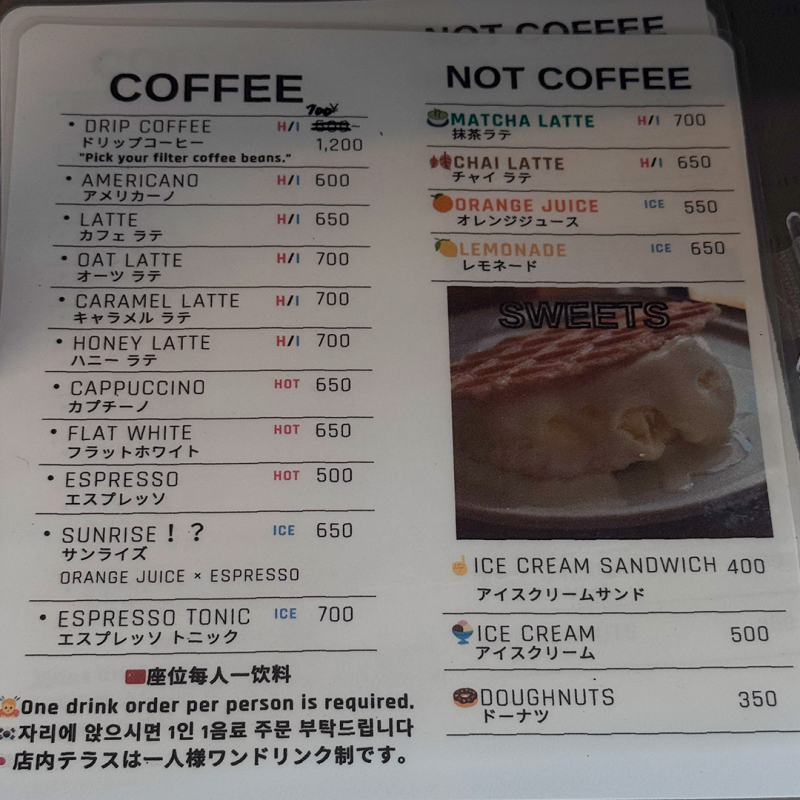 NOT COFFEE
COFFEE
700¥
DRIP COFFEE H/I 600~
ドリップコーヒー 1,200
"Pick your filter coffee beans."
AMERICANO H/I 600
アメリカーノ
LATTE H/I 650
カフェ ラテ
OAT LATTE H/I 700
オーツ ラテ
CARAMEL LATTE H/I 700
キャラメル ラテ
HONEY LATTE H/I 700
ハニー ラテ
CAPPUCCINO HOT 650
カプチーノ
FLAT WHITE HOT 650
フラットホワイト
ESPRESSO HOT 500
エスプレッソ
SUNRISE！？ ICE 650
サンライズ
ORANGE JUICE × ESPRESSO
ESPRESSO TONIC ICE 700
エスプレッソ トニック
座位每人一饮料
One drink order per person is required.
자리에 앉으시면 1인 1음료 주문 부탁드립니다
店内テラスは一人様ワンドリンク制です。
NOT COFFEE
MATCHA LATTE H/I 700
抹茶ラテ
CHAI LATTE H/I 650
チャイ ラテ
ORANGE JUICE ICE 550
オレンジジュース
LEMONADE ICE 650
レモネード
SWEETS
ICE CREAM SANDWICH 400
アイスクリームサンド
ICE CREAM 500
アイスクリーム
DOUGHNUTS 350
ドーナツ